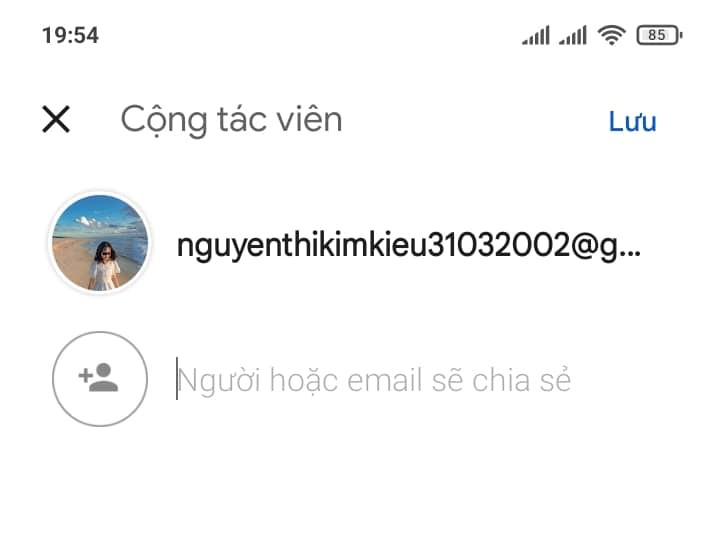 19:54
85
Cộng tác viên
Lưu
nguyenthikimkieu31032002@g...
Người hoặc email sẽ chia sẻ